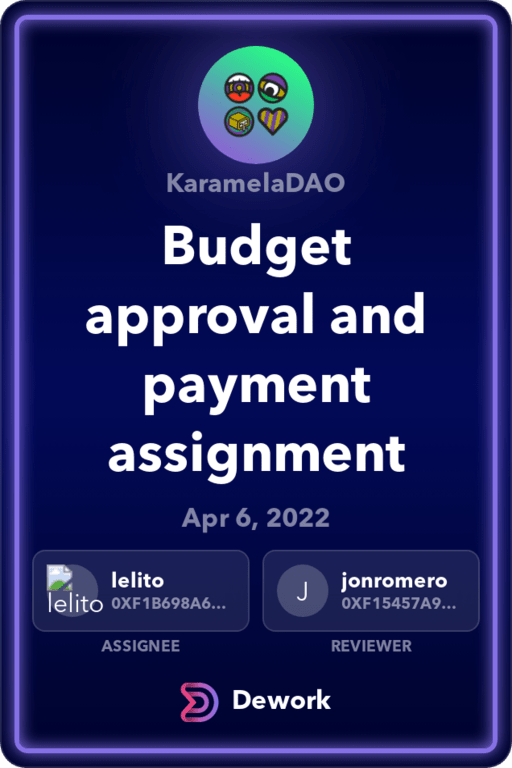 KaramelaDAO
Budget
approval and
payment
assignment
Apr 6, 2022
lelito
lelito
0XF1B698A6...
ASSIGNEE
J
jonromero
0XF15457A9...
REVIEWER
Dework